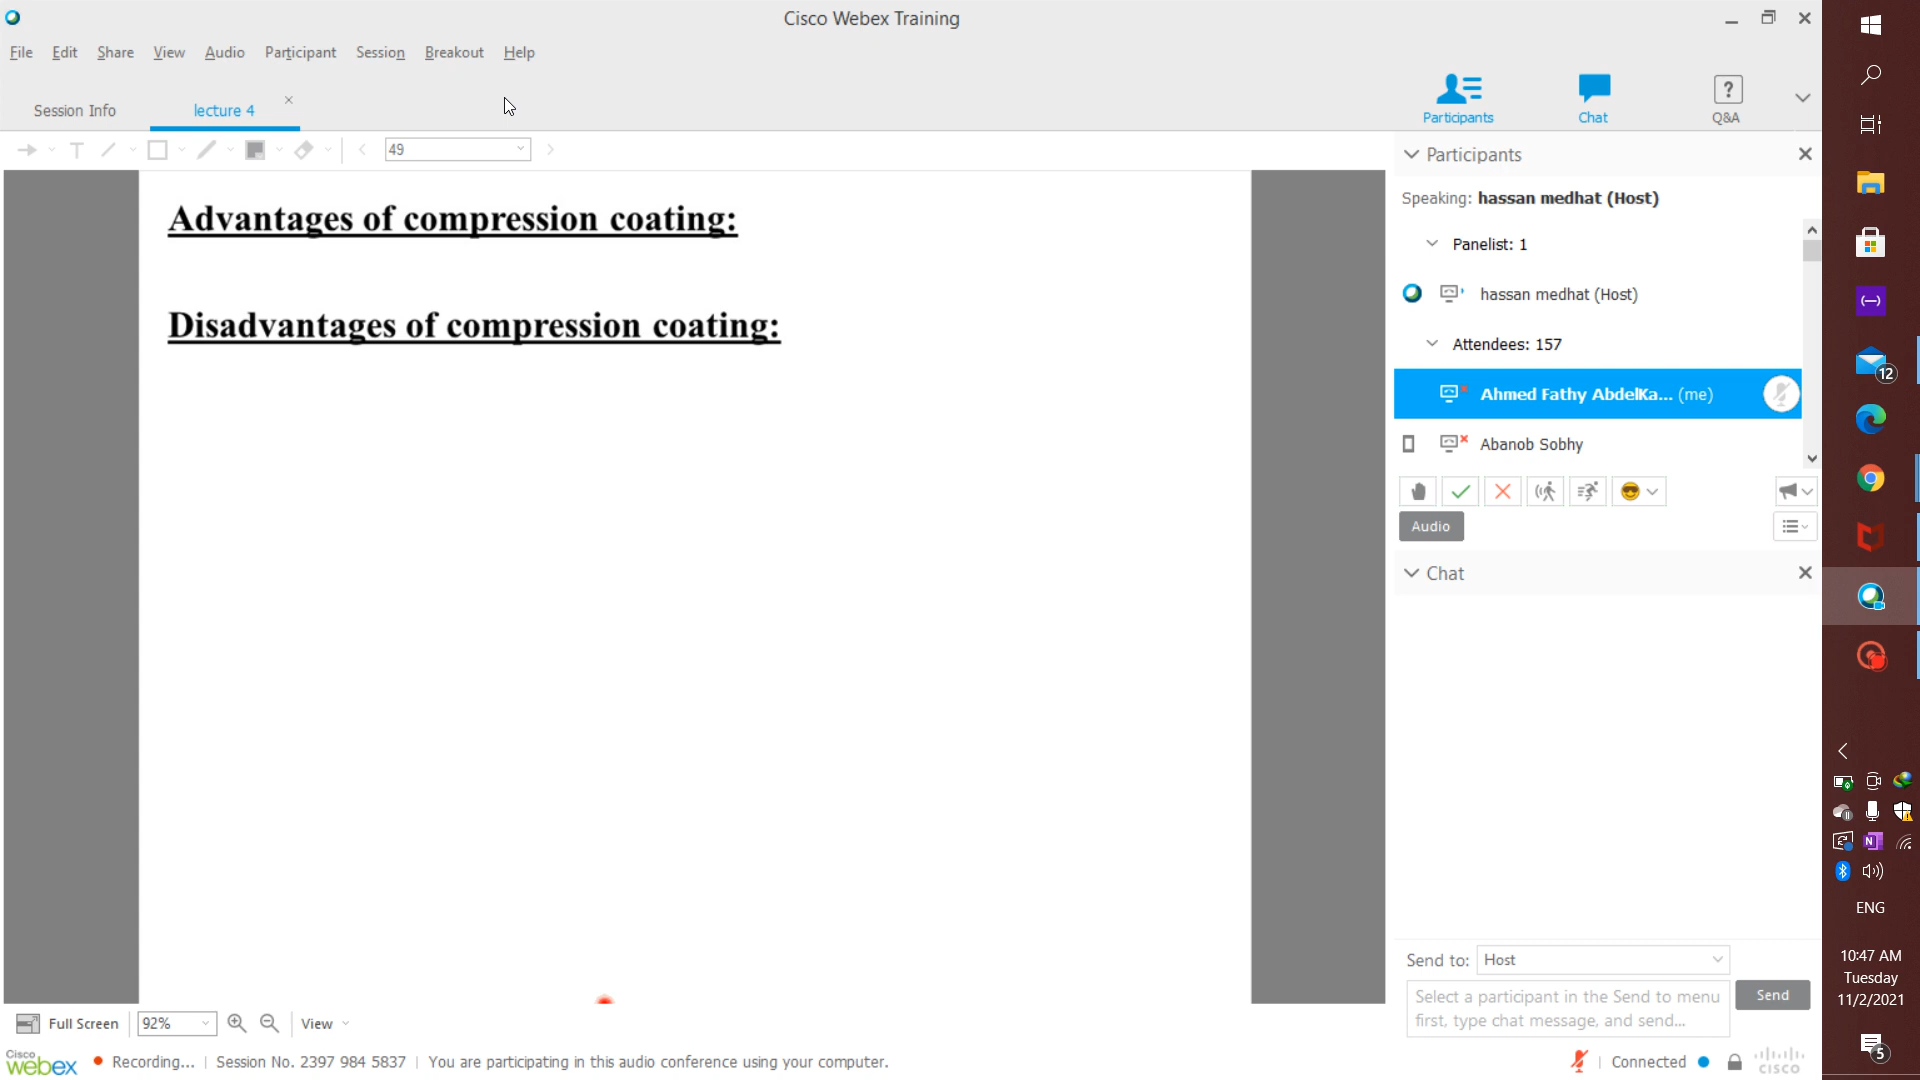 Cisco Webex Training
File Edit Share View Audio Participant Session Breakout Help
Session Info
lecture 4
Participants
Chat
?
Q&A
T
49
Advantages of compression coating:
Disadvantages of compression coating:
Participants
Speaking: hassan medhat (Host)
Panelist: 1
hassan medhat (Host)
Attendees: 157
Ahmed Fathy AbdelKa... (me)
Abanob Sobhy
Audio
Chat
Send to: Host
Select a participant in the Send to menu
first, type chat message, and send...
Send
Full Screen
92%
View
Cisco
webex
Recording...
Session No. 2397 984 5837
You are participating in this audio conference using your computer.
Connected
CISCO
12
N
ENG
10:47 AM
Tuesday
11/2/2021
5